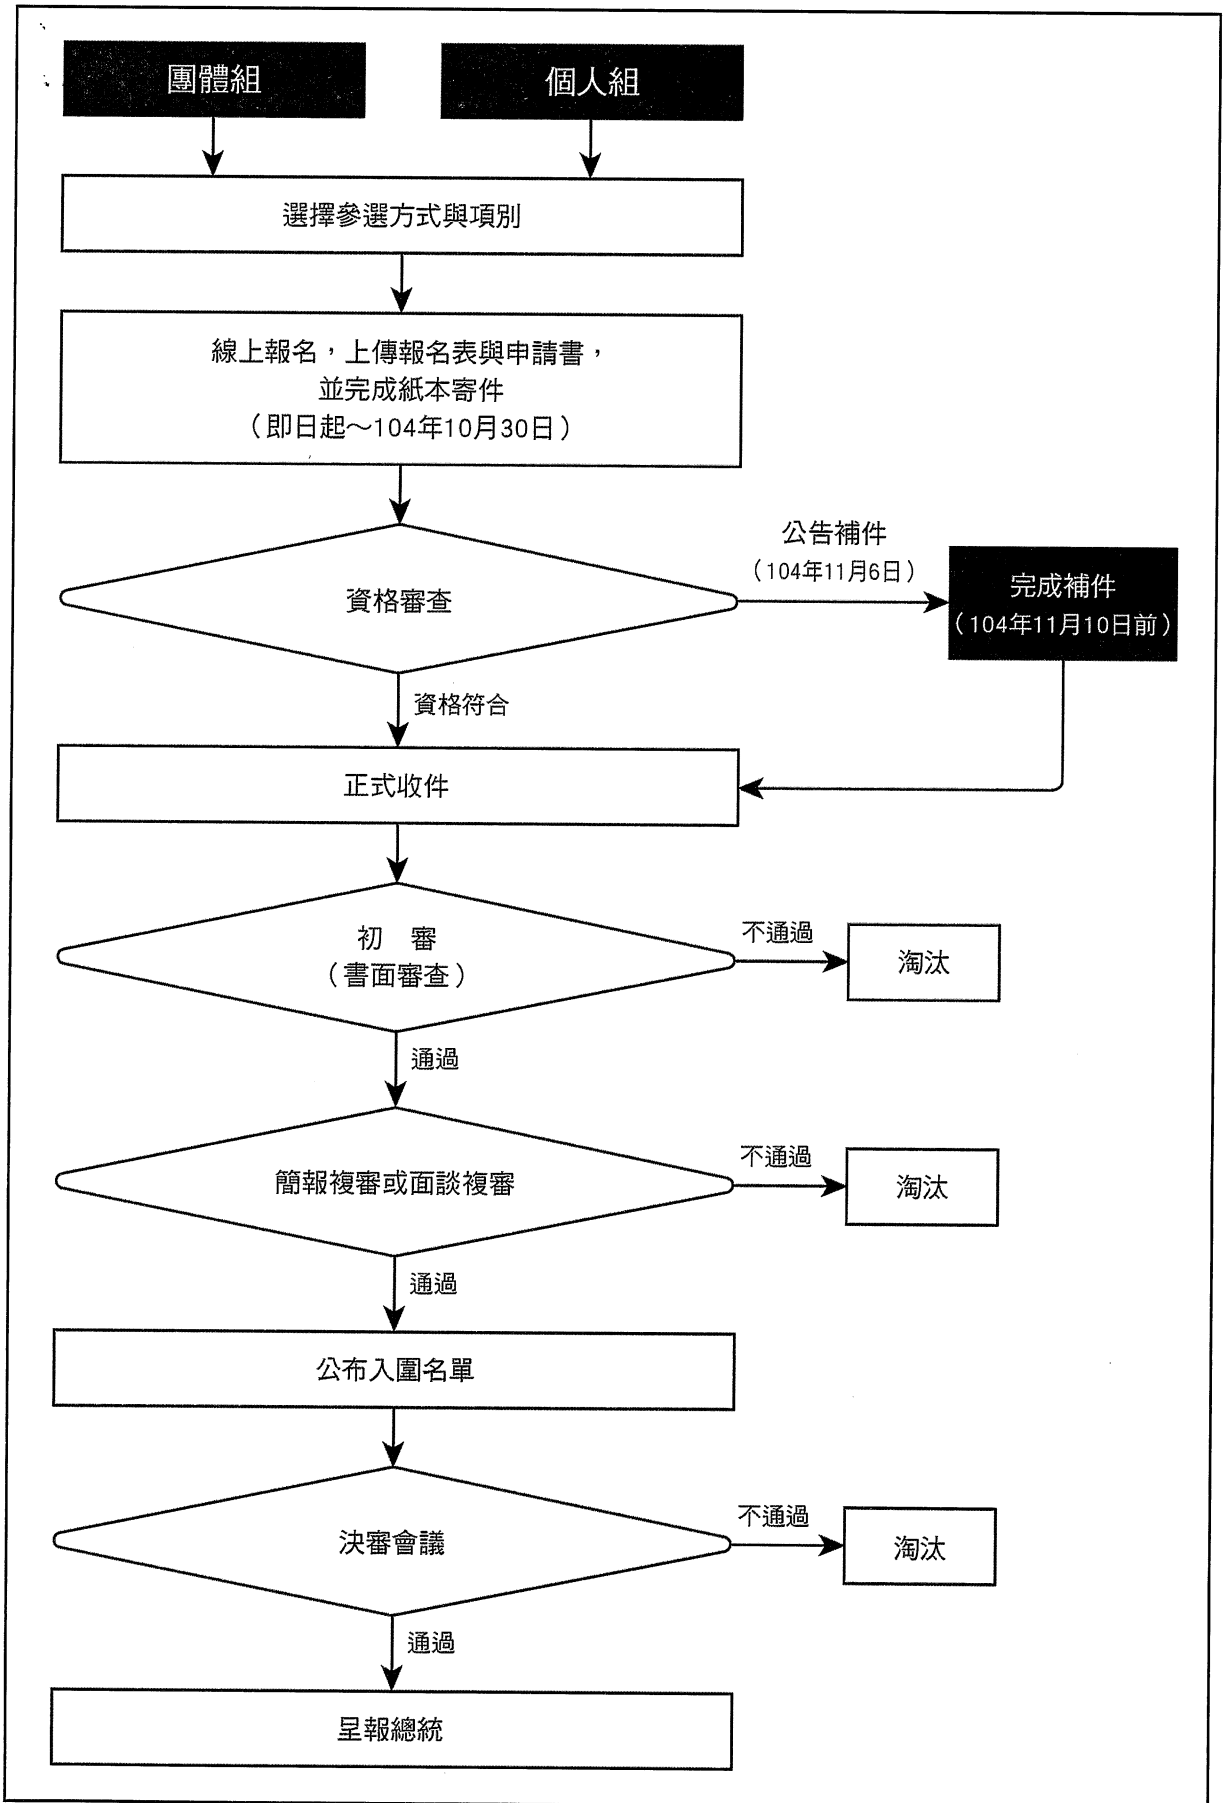 團體組
個人組
選擇參選方式與項別
線上報名，上傳報名表與申請書，
並完成紙本寄件
（即日起～104年10月30日）
資格審查
公告補件
（104年11月6日）
完成補件
（104年11月10日前）
資格符合
正式收件
初　審
（書面審查）
不通過
淘汰
通過
簡報複審或面談複審
不通過
淘汰
通過
公布入圍名單
決審會議
不通過
淘汰
通過
呈報總統